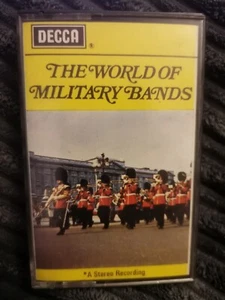 DECCA
®
THE WORLD OF
MILITARY BANDS
*A Stereo Recording